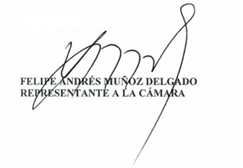 FELIPE ANDRÉS MUÑOZ DELGADO
REPRESENTANTE A LA CÁMARA